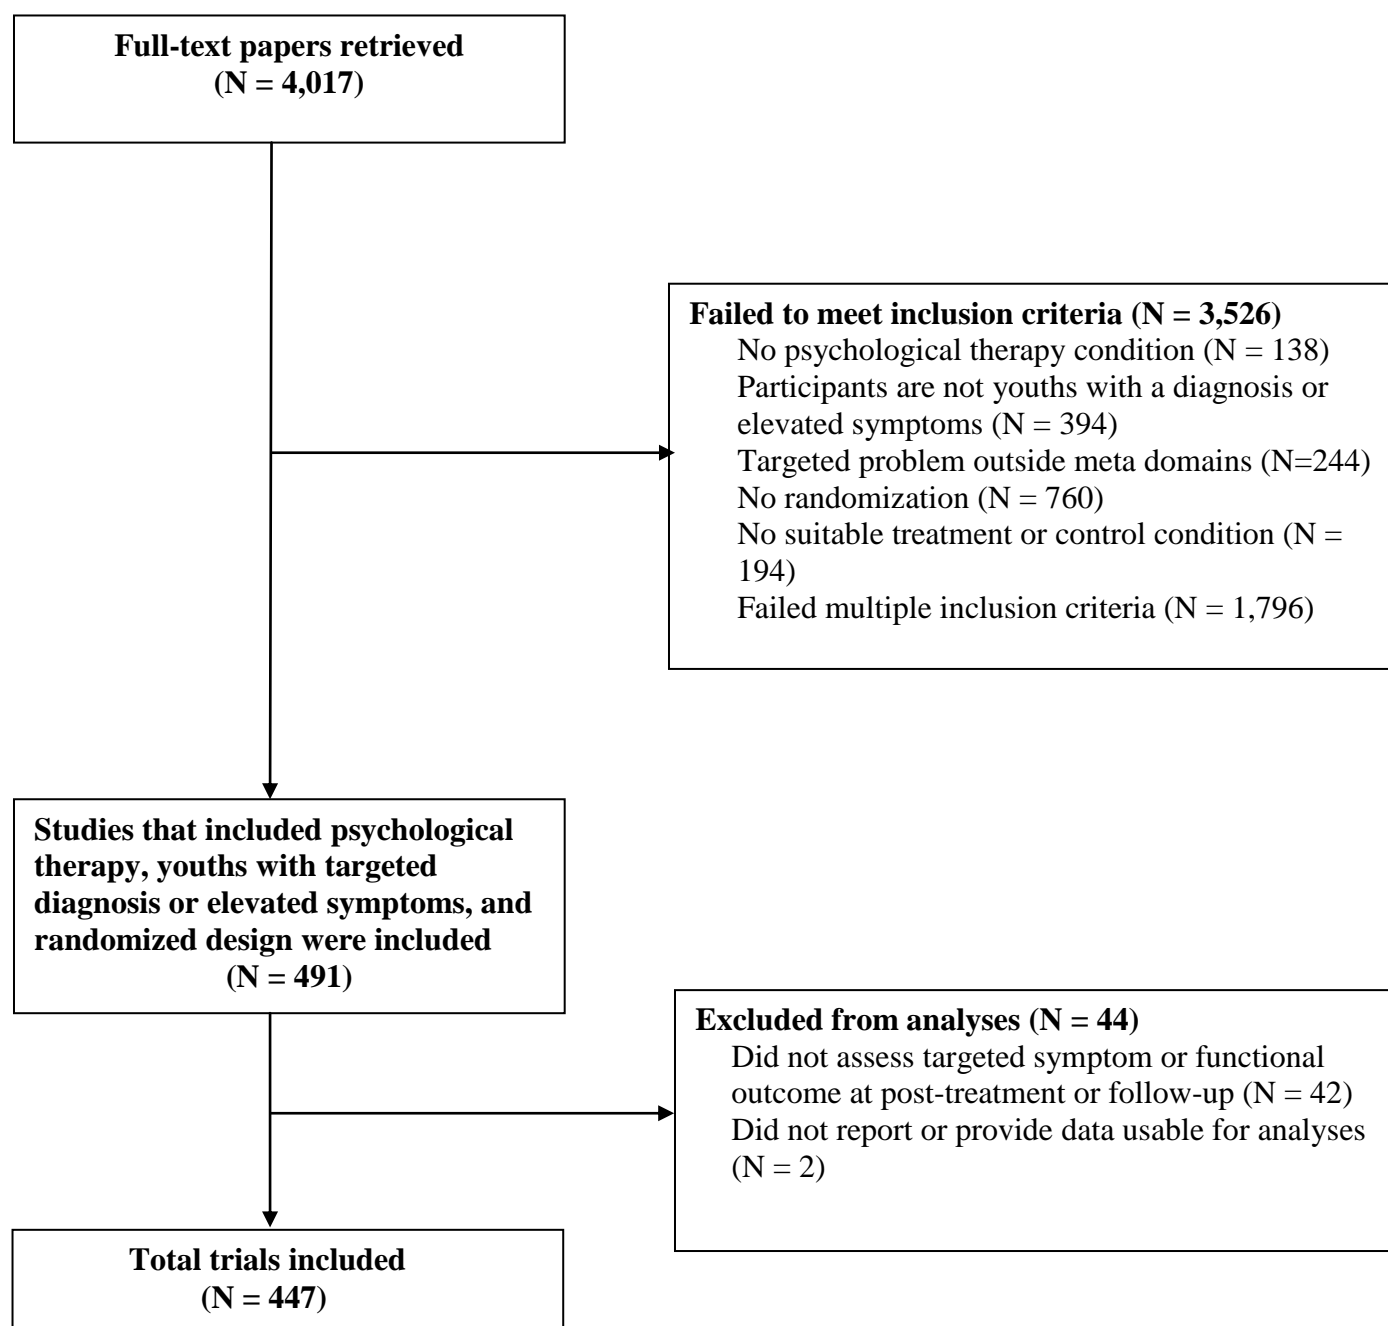 Full-text papers retrieved
(N = 4,017)
Failed to meet inclusion criteria (N = 3,526)
No psychological therapy condition (N = 138)
Participants are not youths with a diagnosis or
elevated symptoms (N = 394)
Targeted problem outside meta domains (N=244)
No randomization (N = 760)
No suitable treatment or control condition (N =
194)
Failed multiple inclusion criteria (N = 1,796)
Studies that included psychological
therapy, youths with targeted
diagnosis or elevated symptoms, and
randomized design were included
(N = 491)
Excluded from analyses (N = 44)
Did not assess targeted symptom or functional
outcome at post-treatment or follow-up (N = 42)
Did not report or provide data usable for analyses
(N = 2)
Total trials included
(N = 447)